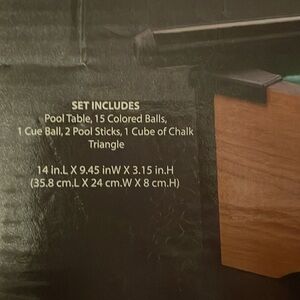 SET INCLUDES
Pool Table, 15 Colored Balls,
1 Cue Ball, 2 Pool Sticks, 1 Cube of Chalk
Triangle
14 in.L X 9.45 inW X 3.15 in.H
(35.8 cm.L X 24 cm.W X 8 cm.H)